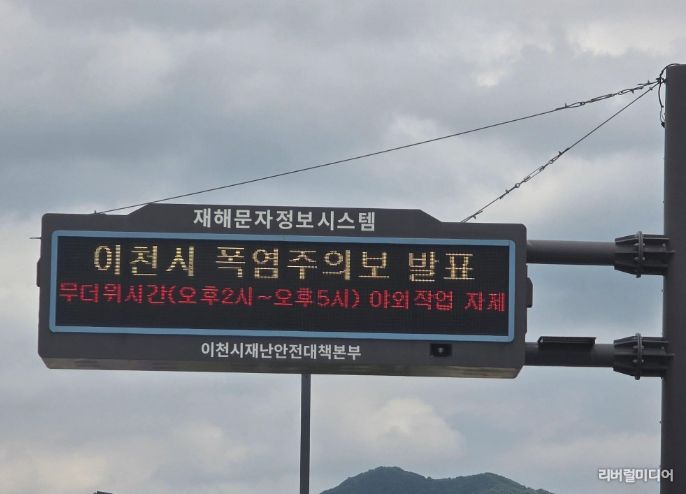 재해문자정보시스템
이천시 폭염주의보 발표
무더위시간(오후2시~오후5시) 야외작업 자제
이천시재난안전대책본부
리버럴미디어